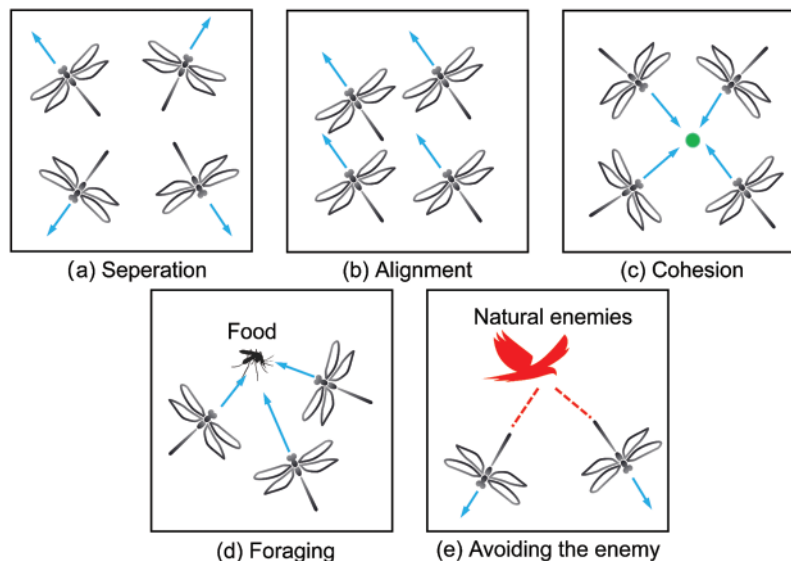 (a) Seperation
(b) Alignment
(c) Cohesion
Food
(d) Foraging
Natural enemies
(e) Avoiding the enemy